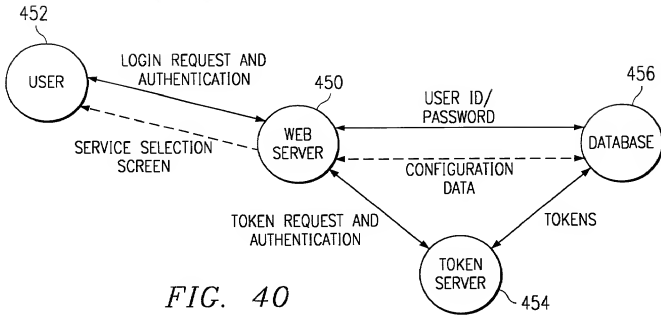 452
USER
LOGIN REQUEST AND
AUTHENTICATION
SERVICE SELECTION
SCREEN
450
WEB
SERVER
USER ID/
PASSWORD
CONFIGURATION
DATA
456
DATABASE
TOKEN REQUEST AND
AUTHENTICATION
TOKENS
TOKEN
SERVER
454
FIG. 40